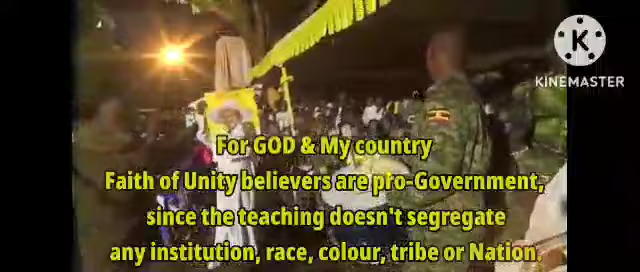 K
KINEMASTER
For GOD & My country
Faith of Unity believers are pro-Government,
since the teaching doesn't segregate
any institution, race, colour, tribe or Nation.